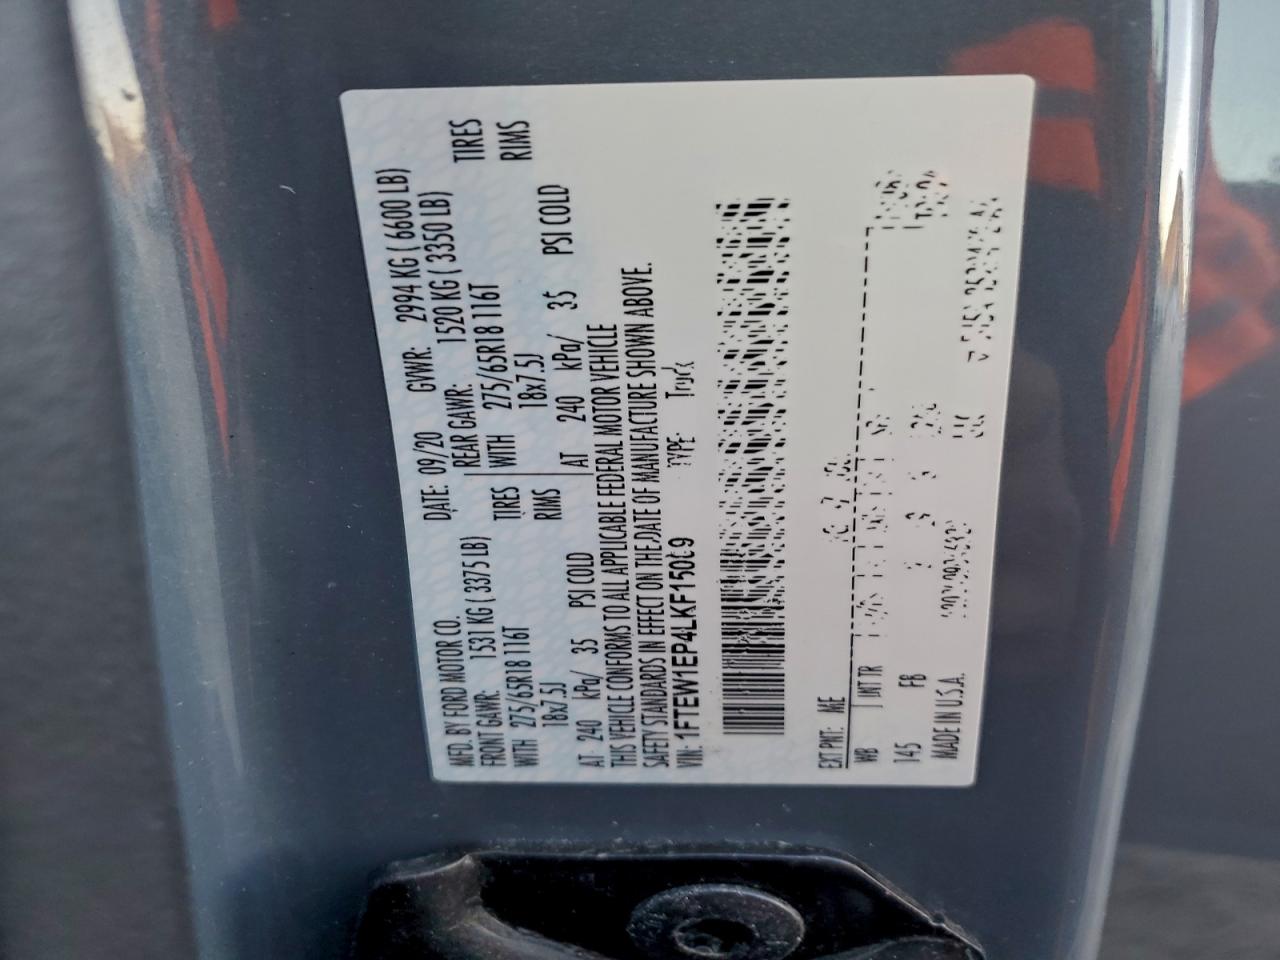 MFD. BY FORD MOTOR CO. DATE: 09/20 GVWR: 2994 KG ( 6600 LB)
FRONT GAWR: 1531 KG ( 3375 LB) REAR GAWR: 1520 KG ( 3350 LB)
WITH 275/65R18 116T TIRES WITH 275/65R18 116T TIRES
18x7.5J RIMS 18x7.5J RIMS
AT 240 kPa/ 35 PSI COLD AT 240 kPa/ 35 PSI COLD
THIS VEHICLE CONFORMS TO ALL APPLICABLE FEDERAL MOTOR VEHICLE
SAFETY STANDARDS IN EFFECT ON THE DATE OF MANUFACTURE SHOWN ABOVE.
VIN: TYPE: Truck
EXT PNT:
WB INT TR
145 FB
MADE IN U.S.A.